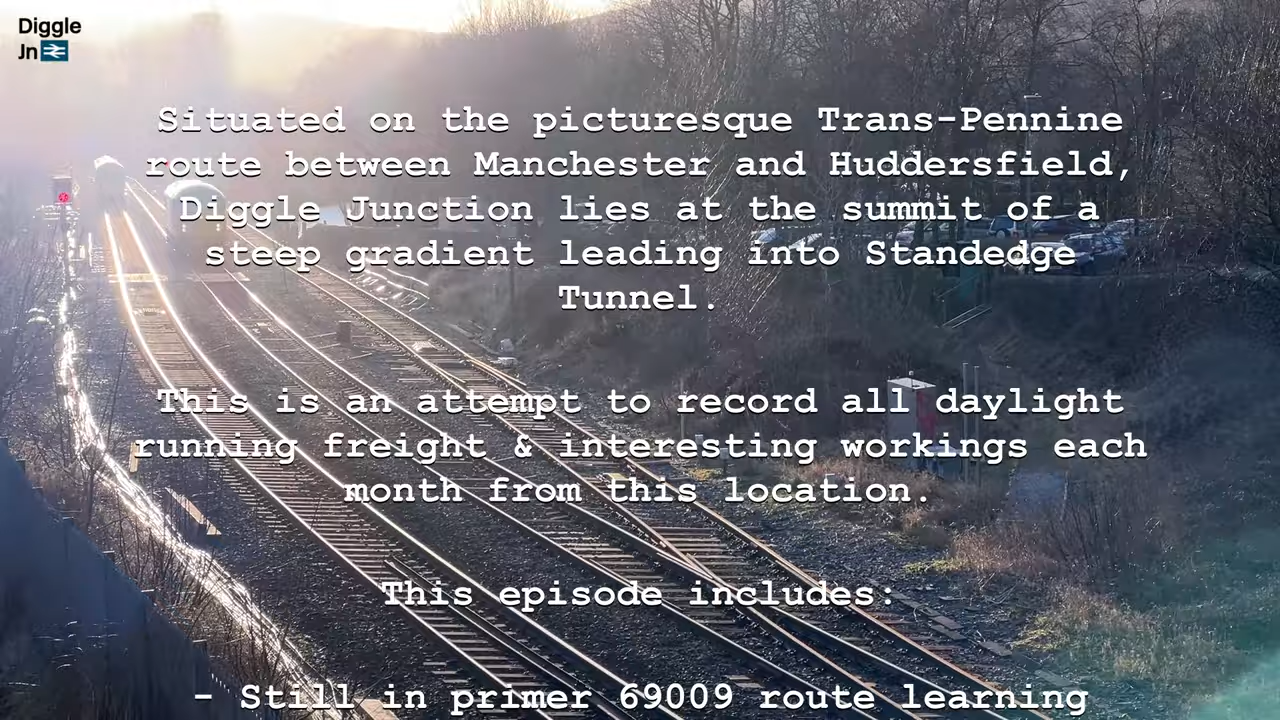 Diggle
Jn
Situated on the picturesque Trans-Pennine
route between Manchester and Huddersfield,
Diggle Junction lies at the summit of a
steep gradient leading into Standedge
Tunnel.
This is an attempt to record all daylight
running freight & interesting workings each
month from this location.
This episode includes:
- Still in primer 69009 route learning